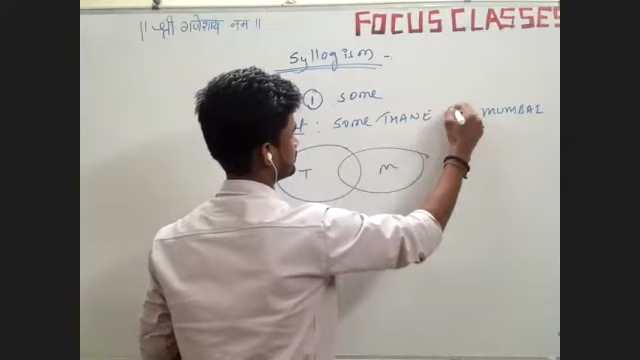 || श्री गणेशाय नमः ||
FOCUS CLASSES
Syllogism -
① some
: some THANE MUMBAI
T M